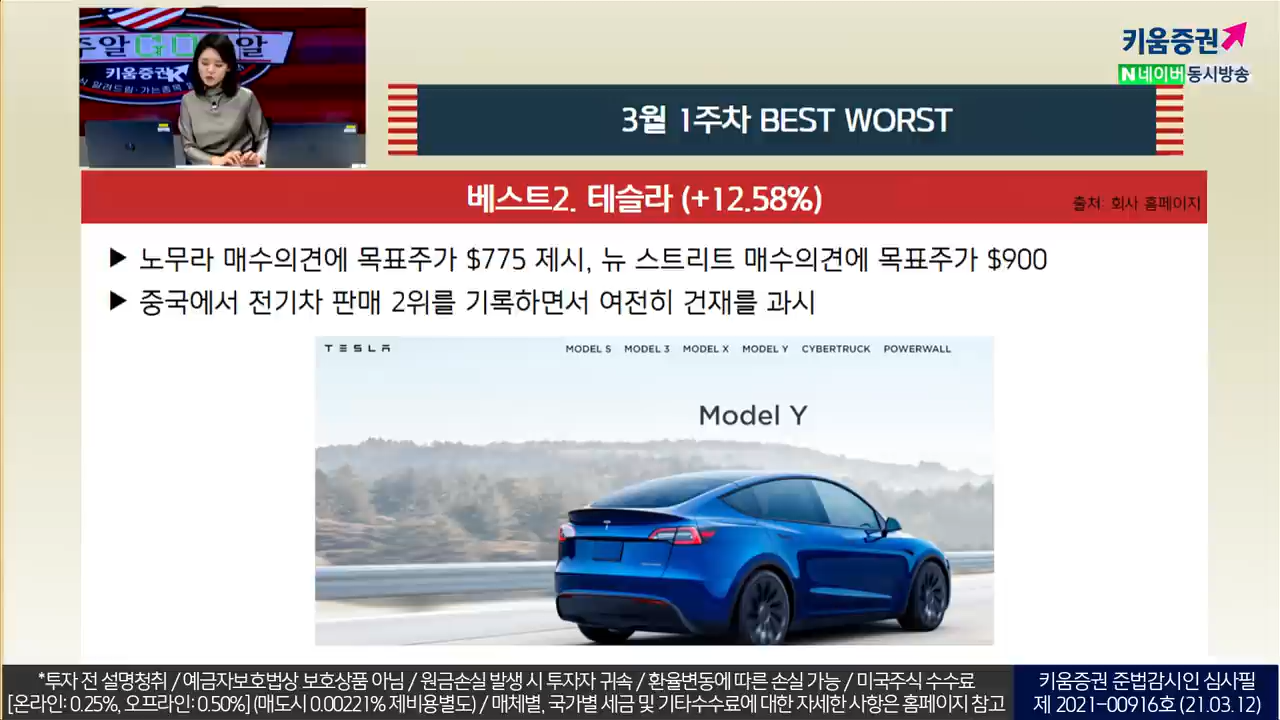 주알GO알
키움증권
키움증권
N네이버 동시방송
3월 1주차 BEST WORST
베스트2. 테슬라 (+12.58%)
출처: 회사 홈페이지
▶ 노무라 매수의견에 목표주가 $775 제시, 뉴 스트리트 매수의견에 목표주가 $900
▶ 중국에서 전기차 판매 2위를 기록하면서 여전히 건재를 과시
TESLA
MODEL S MODEL 3 MODEL X MODEL Y CYBERTRUCK POWERWALL
Model Y
*투자 전 설명청취 / 예금자보호법상 보호상품 아님 / 원금손실 발생 시 투자자 귀속 / 환율변동에 따른 손실 가능 / 미국주식 수수료
[온라인: 0.25%, 오프라인: 0.50%] (매도시 0.00221% 제비용별도) / 매체별, 국가별 세금 및 기타수수료에 대한 자세한 사항은 홈페이지 참고
키움증권 준법감시인 심사필
제 2021-00916호 (21.03.12)